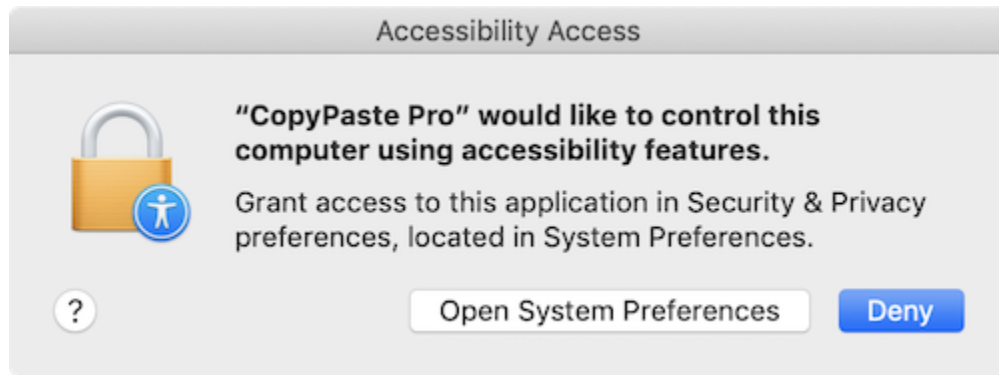 Accessibility Access
“CopyPaste Pro” would like to control this
computer using accessibility features.
Grant access to this application in Security & Privacy
preferences, located in System Preferences.
?
Open System Preferences
Deny